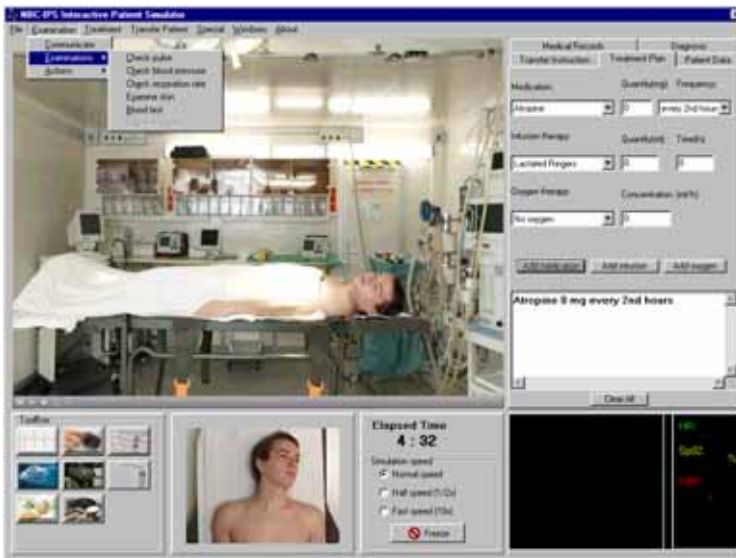 NBC-IPS Interactive Patient Simulator
File Examination Treatment Transfer Patient Special Windows About
Communicate
Examinations
Actions
Check pulse
Check blood pressure
Check respiration rate
Examine skin
Blood test
Medical Records Diagnosis
Transfer Instruction Treatment Plan Patient Data
Medication: Quantity(mg) Frequency:
Atropine 0 every 2nd hour
Infusion therapy Quantity(ml) Time(h)
Lactated Ringers 0 0
Oxygen therapy Concentration
No oxygen 0
Add medication Add infusion Add oxygen
Atropine 0 mg every 2nd hours
Clear All
ToolBox
Elapsed Time
4 : 32
Simulation speed
Normal speed
Half speed (1/2x)
Fast speed (10x)
Freeze
HR
SpO2